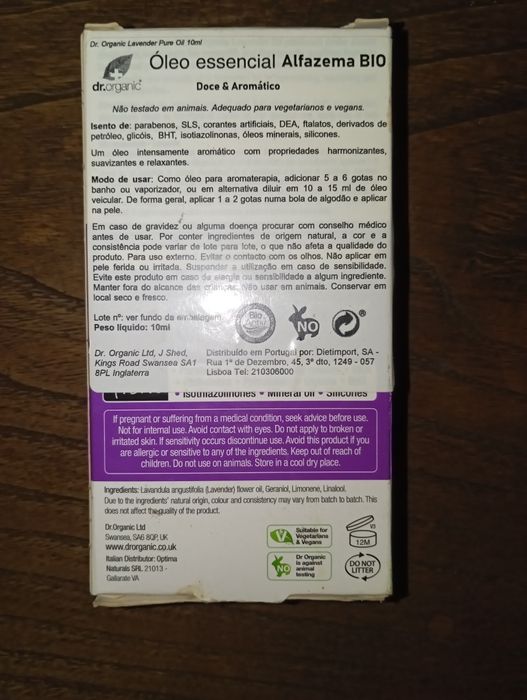 Dr. Organic Lavender Pure Oil 10ml
Óleo essencial Alfazema BIO
dr.organic
Doce & Aromático
Não testado em animais. Adequado para vegetarianos e vegans.
Isento de: parabenos, SLS, corantes artificiais, DEA, ftalatos, derivados de
petróleo, glicóis, BHT, isotiazolinonas, óleos minerais, silicones.
Um óleo intensamente aromático com propriedades harmonizantes,
suavizantes e relaxantes.
Modo de usar: Como óleo para aromaterapia, adicionar 5 a 6 gotas no
banho ou vaporizador, ou em alternativa diluir em 10 a 15 ml de óleo
veicular. De forma geral, aplicar 1 a 2 gotas numa bola de algodão e aplicar
na pele.
Em caso de gravidez ou alguma doença procurar com conselho médico
antes de usar. Por conter ingredientes de origem natural, a cor e a
consistência pode variar de lote para lote, o que não afeta a qualidade do
produto. Para uso externo. Evitar o contacto com os olhos. Não aplicar em
pele ferida ou irritada. Suspender a utilização em caso de sensibilidade.
Evite este produto em caso de alergia ou sensibilidade a algum ingrediente.
Manter fora do alcance das crianças. Não usar em animais. Conservar em
local seco e fresco.
Lote nº: ver fundo da embalagem
Peso líquido: 10ml
Bio
NO
Dr. Organic Ltd, J Shed,
Kings Road Swansea SA1
8PL Inglaterra
Distribuído em Portugal por: Dietimport, SA -
Rua 1º de Dezembro, 45, 3º dto, 1249 - 057
Lisboa Tel: 210306000
• Isothiazolinones • Mineral Oil • Silicones
If pregnant or suffering from a medical condition, seek advice before use.
Not for internal use. Avoid contact with eyes. Do not apply to broken or
irritated skin. If sensitivity occurs discontinue use. Avoid this product if you
are allergic or sensitive to any of the ingredients. Keep out of reach of
children. Do not use on animals. Store in a cool dry place.
Ingredients: Lavandula angustifolia (Lavender) flower oil, Geraniol, Limonene, Linalool.
Due to the ingredients' natural origin, colour and consistency may vary from batch to batch. This
does not affect the quality of the product.
Dr.Organic Ltd
Swansea, SA6 8QP, UK
www.drorganic.co.uk
Italian Distributor: Optima
Naturals SRL 21013 -
Gallarate VA
V
Suitable for
Vegetarians
& Vegans
NO
Dr Organic
is against
animal
testing
V3
12M
DO NOT
LITTER